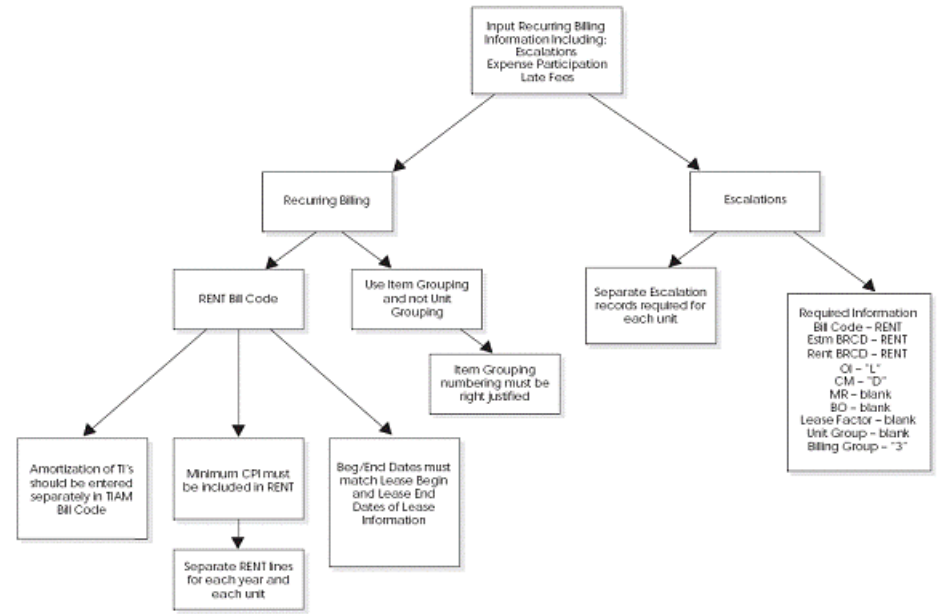 Input Recurring Billing
Information Including:
Escalations
Expense Participation
Late Fees
Recurring Billing
Escalations
RENT Bill Code
Use Item Grouping
and not Unit
Grouping
Separate Escalation
records required for
each unit
Required Information
Bill Code – RENT
Estm BRCD – RENT
Rent BRCD – RENT
OI – "L"
CM – "D"
MR – blank
BO – blank
Lease Factor – blank
Unit Group – blank
Billing Group – "3"
Item Grouping
numbering must be
right justified
Amortization of TI's
should be entered
separately in TIAM
Bill Code
Minimum CPI must
be included in RENT
Beg/End Dates must
match Lease Begin
and Lease End
Dates of Lease
Information
Separate RENT lines
for each year and
each unit